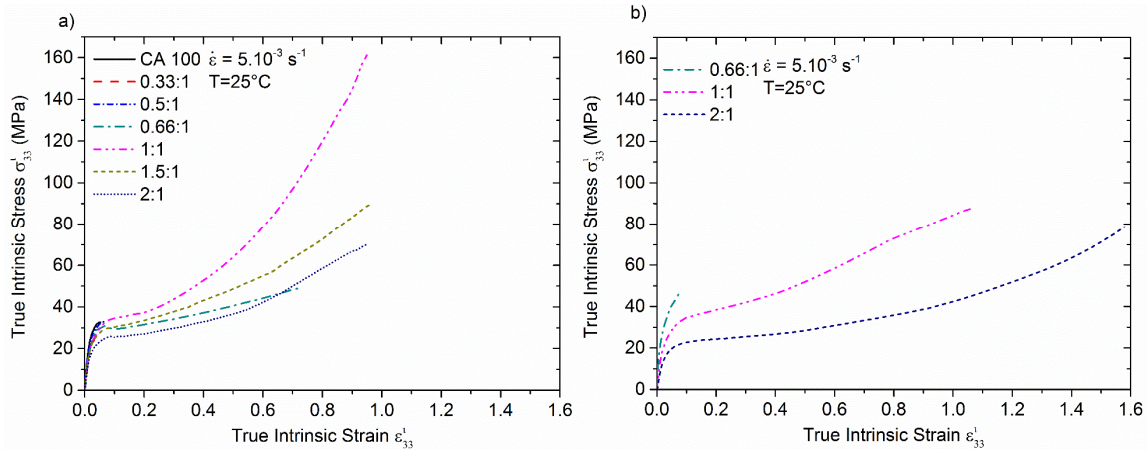 a)
CA 100 ε̇ = 5.10⁻³ s⁻¹
0.33:1 T=25°C
0.5:1
0.66:1
1:1
1.5:1
2:1
160
140
120
100
80
60
40
20
0
0.0 0.2 0.4 0.6 0.8 1.0 1.2 1.4 1.6
True Intrinsic Stress σ¹₃₃ (MPa)
True Intrinsic Strain ε¹₃₃
b)
0.66:1 ε̇ = 5.10⁻³ s⁻¹
1:1 T=25°C
2:1
160
140
120
100
80
60
40
20
0
0.0 0.2 0.4 0.6 0.8 1.0 1.2 1.4 1.6
True Intrinsic Stress σ¹₃₃ (MPa)
True Intrinsic Strain ε¹₃₃